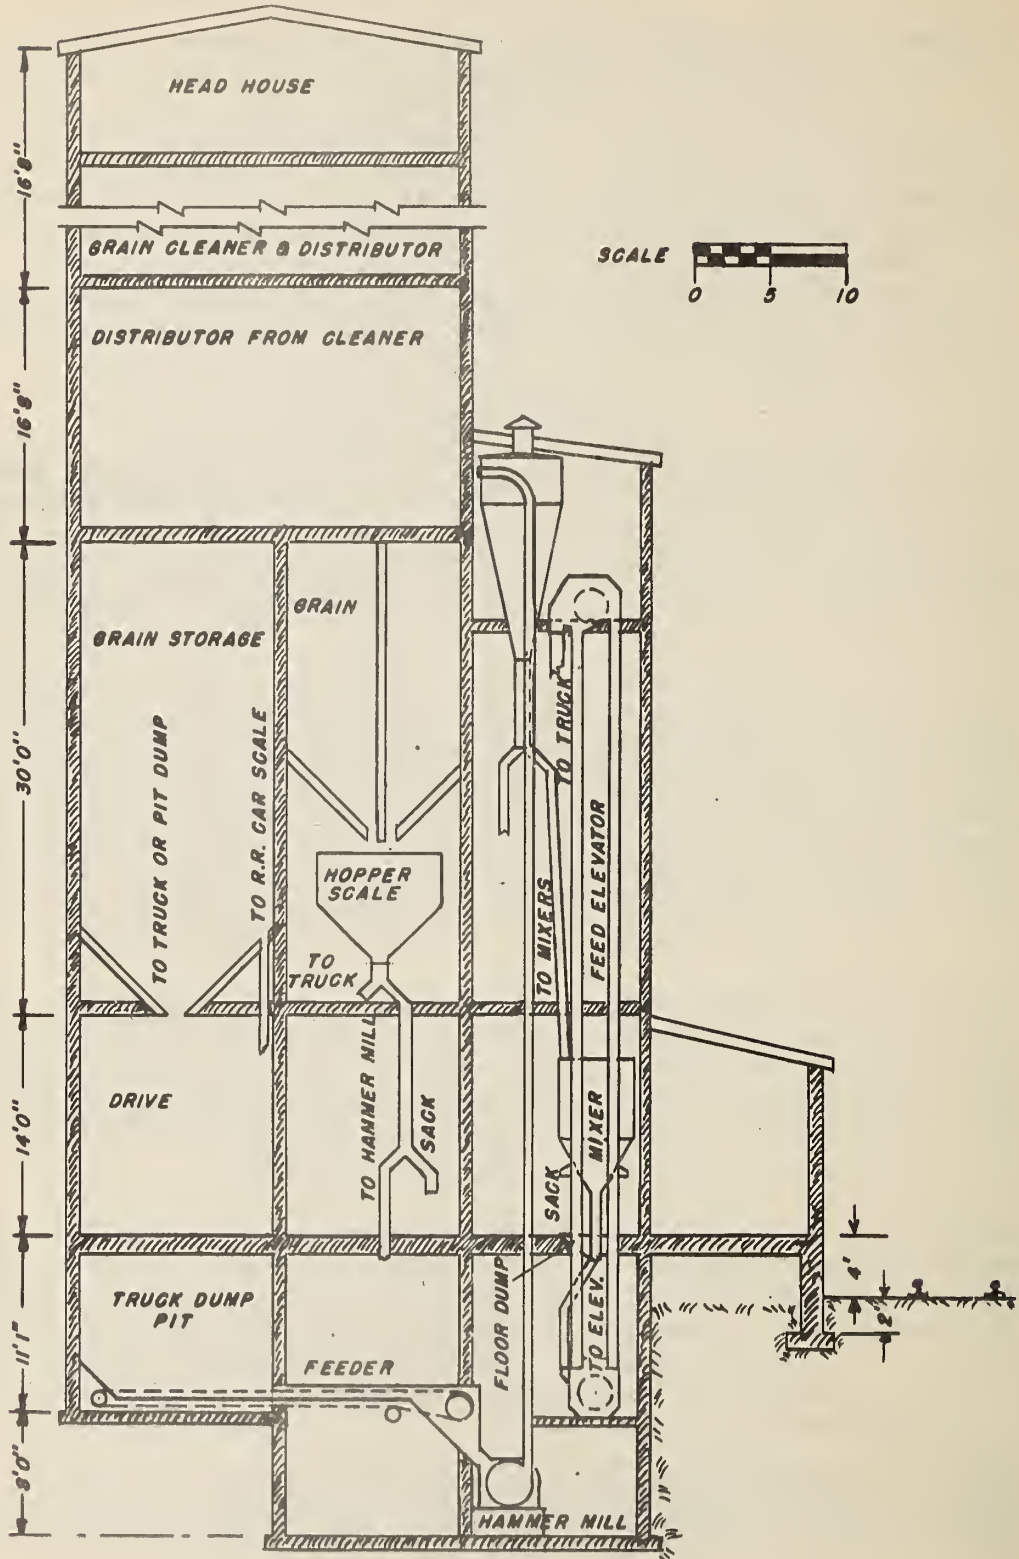 HEAD HOUSE
16'8"
GRAIN CLEANER & DISTRIBUTOR
SCALE
0 5 10
DISTRIBUTOR FROM CLEANER
16'8"
GRAIN
GRAIN STORAGE
TO TRUCK OR PIT DUMP
TO R.R. CAR SCALE
30'0"
HOPPER
SCALE
TO
TRUCK
TO TRUCK
FEED ELEVATOR
TO MIXERS
DRIVE
14'0"
TO HAMMER MILL
SACK
MIXER
SACK
4'
2'
TRUCK DUMP
PIT
11'1"
FEEDER
FLOOR DUMP
TO ELEV.
8'0"
HAMMER MILL